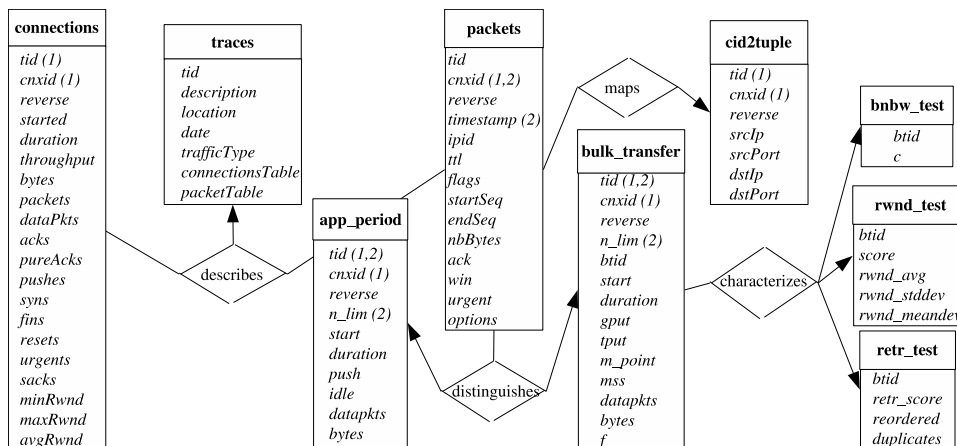 connections
tid (1)
cnxid (1)
reverse
started
duration
throughput
bytes
packets
dataPkts
acks
pureAcks
pushes
syns
fins
resets
urgents
sacks
minRwnd
maxRwnd
avgRwnd
traces
tid
description
location
date
trafficType
connectionsTable
packetTable
describes
app_period
tid (1,2)
cnxid (1)
reverse
n_lim (2)
start
duration
push
idle
datapkts
bytes
packets
tid
cnxid (1,2)
reverse
timestamp (2)
ipid
ttl
flags
startSeq
endSeq
nbBytes
ack
win
urgent
options
distinguishes
maps
bulk_transfer
tid (1,2)
cnxid (1)
reverse
n_lim (2)
btid
start
duration
gput
tput
m_point
mss
datapkts
bytes
f
cid2tuple
tid (1)
cnxid (1)
reverse
srcIp
srcPort
dstIp
dstPort
characterizes
bnbw_test
btid
c
rwnd_test
btid
score
rwnd_avg
rwnd_stddev
rwnd_meandev
retr_test
btid
retr_score
reordered
duplicates